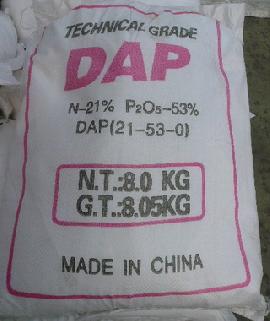 TECHNICAL GRADE
DAP
N-21% P2O5-53%
DAP(21-53-0)
N.T.:8.0 KG
G.T.:8.05KG
MADE IN CHINA